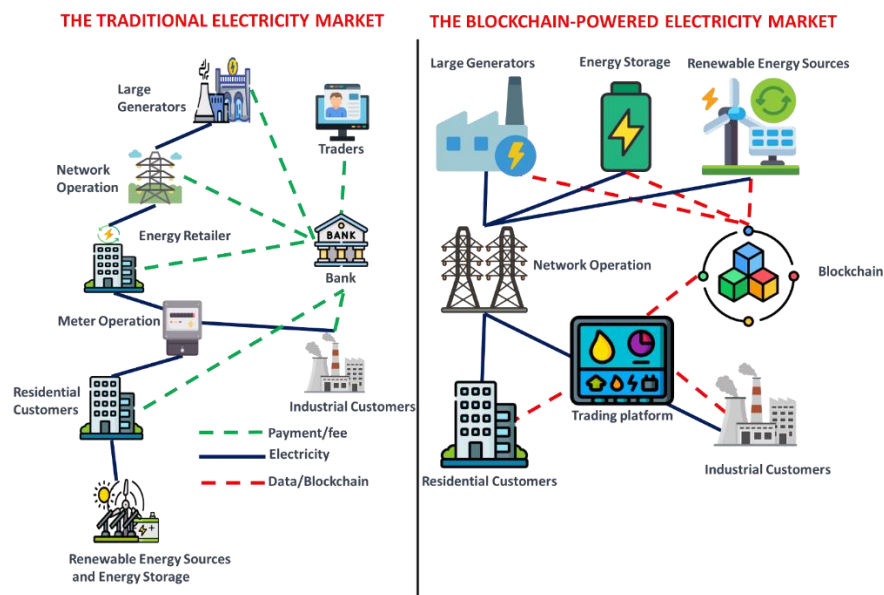 THE TRADITIONAL ELECTRICITY MARKET
Large
Generators
Traders
Network
Operation
Energy Retailer
BANK
Bank
Meter Operation
Residential
Customers
Industrial Customers
Payment/fee
Electricity
Data/Blockchain
Renewable Energy Sources
and Energy Storage
THE BLOCKCHAIN-POWERED ELECTRICITY MARKET
Large Generators
Energy Storage
Renewable Energy Sources
Network Operation
Blockchain
Trading platform
Residential Customers
Industrial Customers